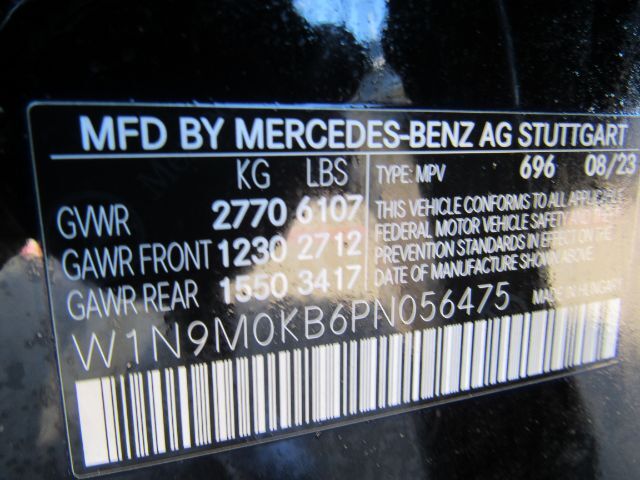 MFD BY MERCEDES-BENZ AG STUTTGART
KG LBS
GVWR 2770 6107
GAWR FRONT 1230 2712
GAWR REAR 1550 3417
TYPE: MPV 696 08/23
THIS VEHICLE CONFORMS TO ALL APPLICABLE
FEDERAL MOTOR VEHICLE SAFETY AND THEFT
PREVENTION STANDARDS IN EFFECT ON THE
DATE OF MANUFACTURE SHOWN ABOVE.
W1N9M0KB6PN056475
MADE IN HUNGARY